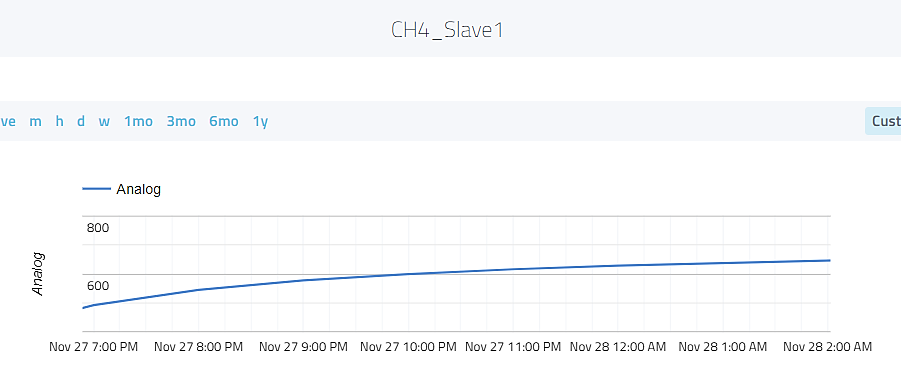 CH4_Slave1
ve m h d w 1mo 3mo 6mo 1y Cust
Analog
800
Analog
600
Nov 27 7:00 PM Nov 27 8:00 PM Nov 27 9:00 PM Nov 27 10:00 PM Nov 27 11:00 PM Nov 28 12:00 AM Nov 28 1:00 AM Nov 28 2:00 AM